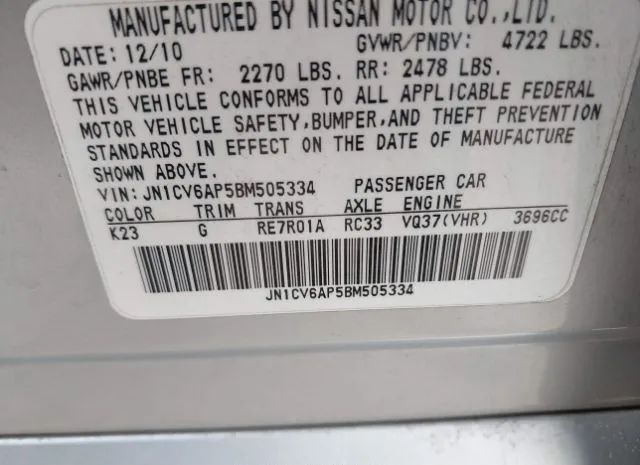 MANUFACTURED BY NISSAN MOTOR CO.,LTD.
DATE: 12/10 GVWR/PNBV: 4722 LBS.
GAWR/PNBE FR: 2270 LBS. RR: 2478 LBS.
THIS VEHICLE CONFORMS TO ALL APPLICABLE FEDERAL
MOTOR VEHICLE SAFETY,BUMPER,AND THEFT PREVENTION
STANDARDS IN EFFECT ON THE DATE OF MANUFACTURE
SHOWN ABOVE.
VIN:JN1CV6AP5BM505334 PASSENGER CAR
COLOR TRIM TRANS AXLE ENGINE
K23 G RE7R01A RC33 VQ37(VHR) 3696CC
JN1CV6AP5BM505334